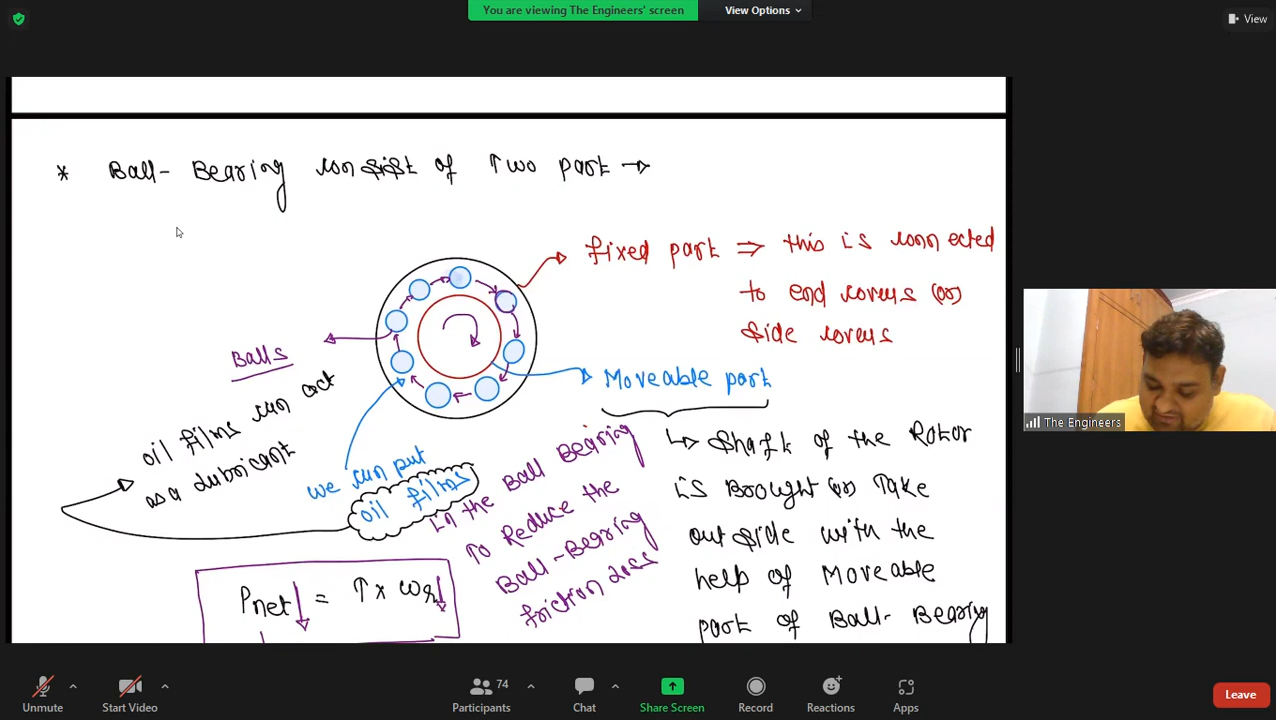 You are viewing The Engineers' screen
View Options
View
* Ball- Bearing consist of Two part →
fixed part ⇒ this is connected
to end covers (or)
side covers
Balls
Moveable part
oil films can act
as a lubricant
we can put
oil films
In the Ball Bearing
To Reduce the
Ball-Bearing
friction loss
↳ shaft of the Rotor
is Brought (or) Take
out side with the
help of Moveable
part of Ball- Bearing
Pnet↓ = T x ωr↓
The Engineers
Unmute
Start Video
74
Participants
Chat
Share Screen
Record
Reactions
Apps
Leave